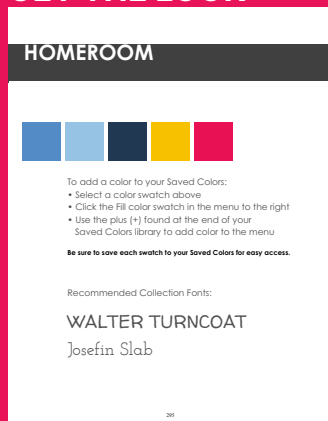 HOMEROOM
To add a color to your Saved Colors:
• Select a color swatch above
• Click the Fill color swatch in the menu to the right
• Use the plus (+) found at the end of your
Saved Colors library to add color to the menu
Be sure to save each swatch to your Saved Colors for easy access.
Recommended Collection Fonts:
WALTER TURNCOAT
Josefin Slab
295